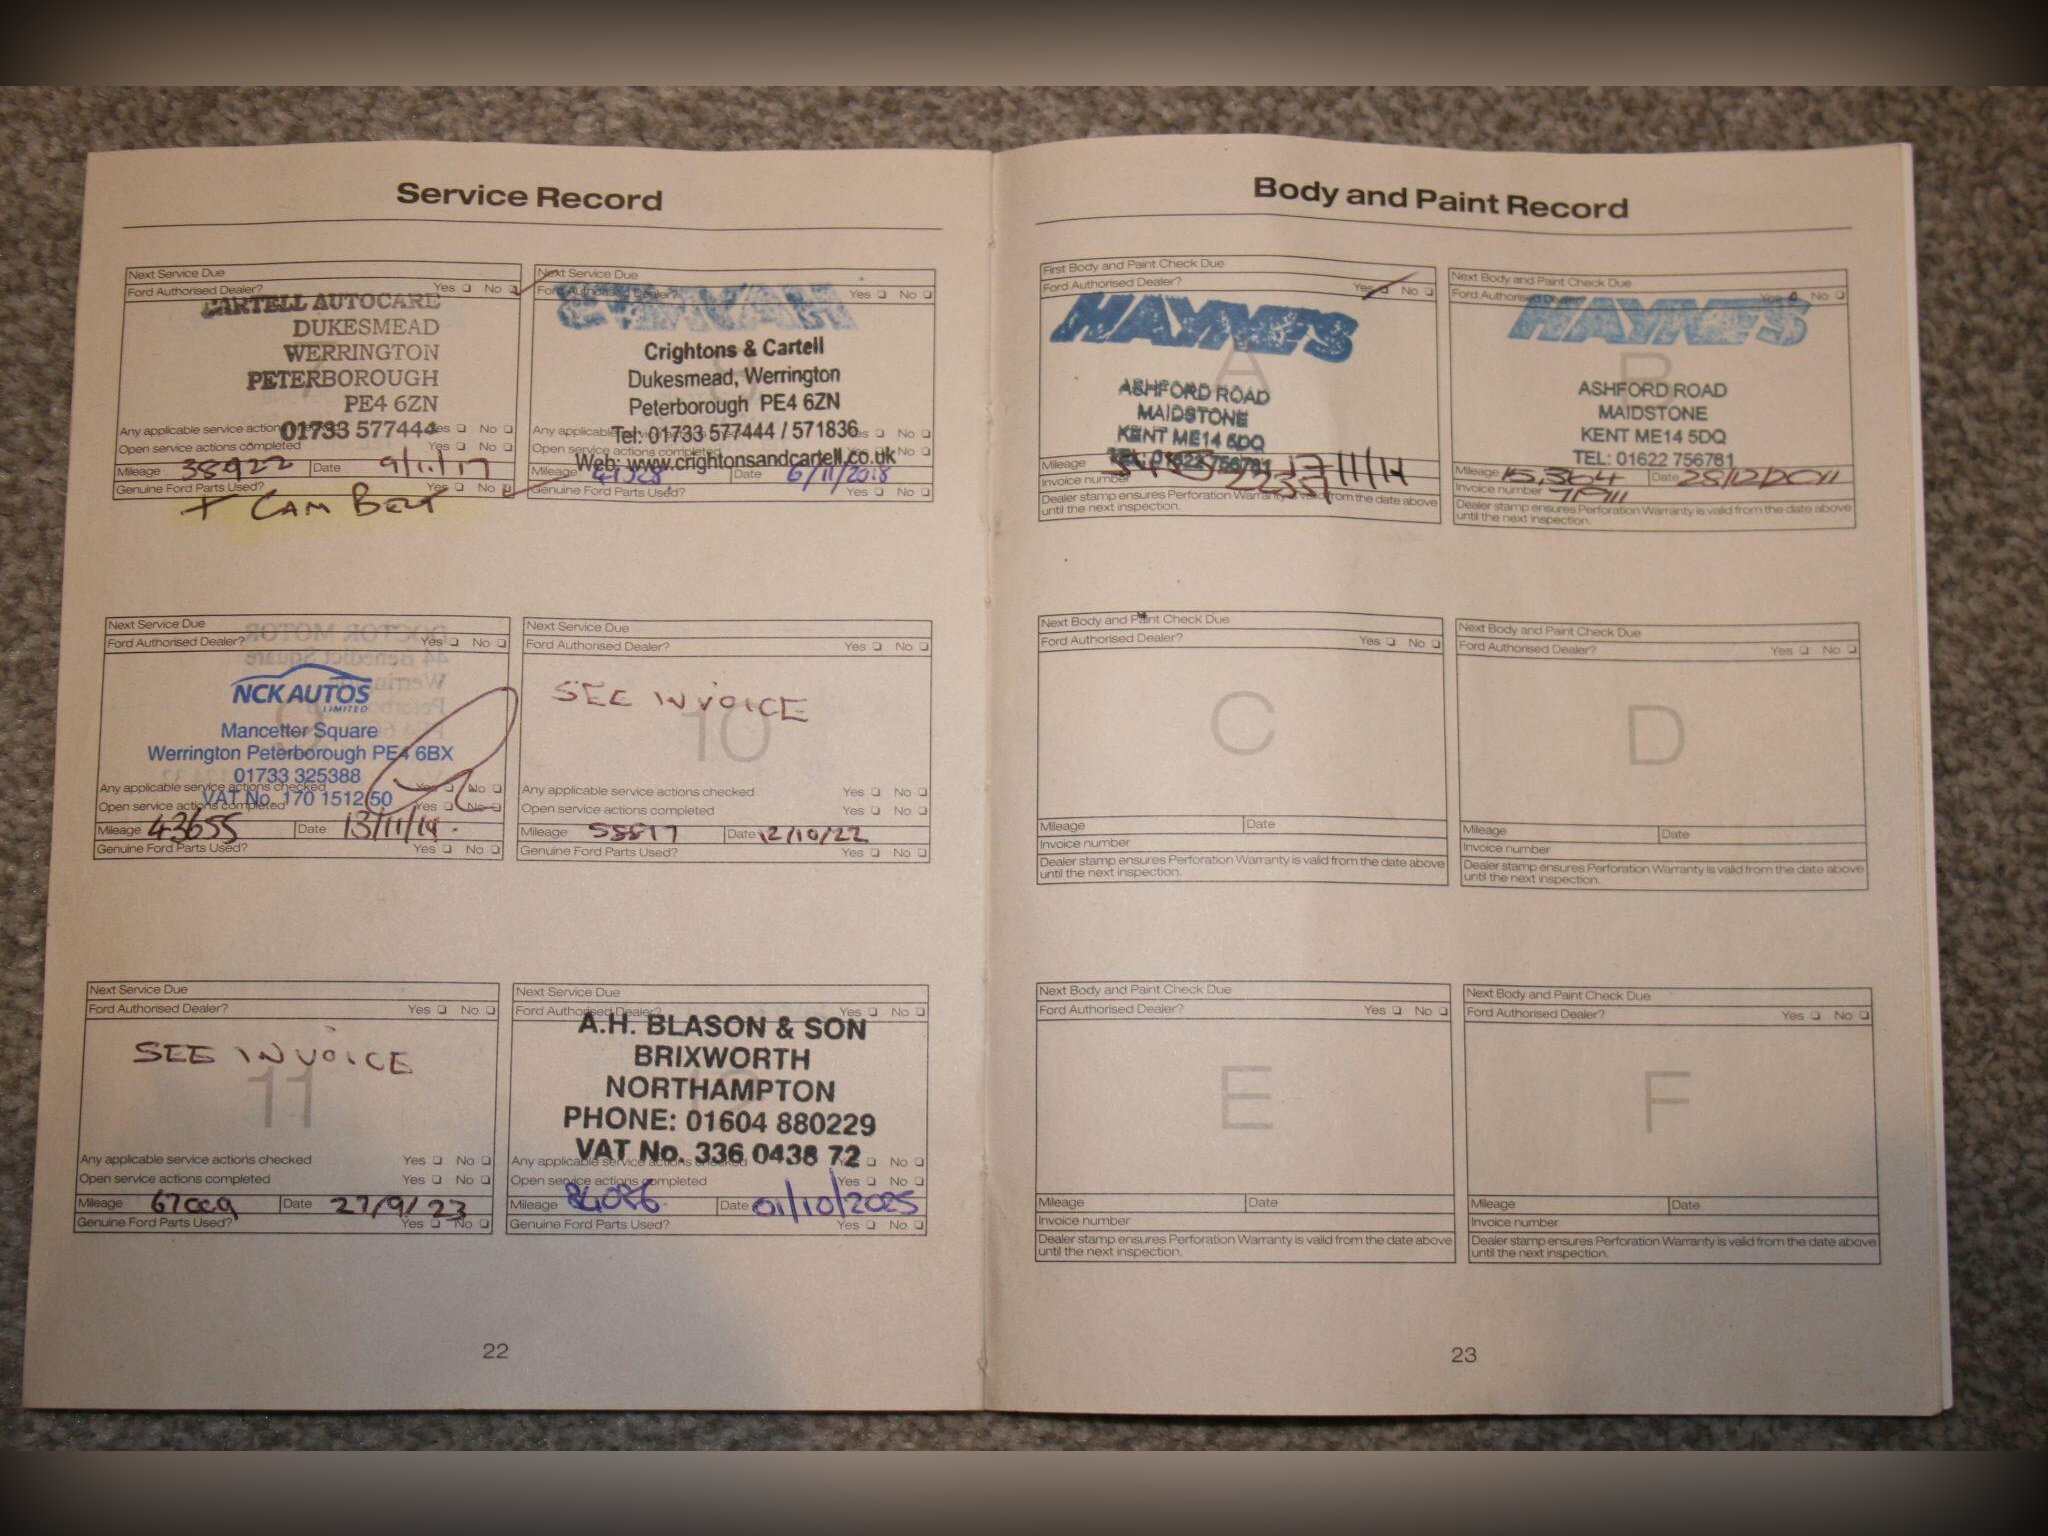 Service Record
Next Service Due
Ford Authorised Dealer? Yes No
CARTELL AUTOCARE
DUKESMEAD
WERRINGTON
PETERBOROUGH
PE4 6ZN
01733 577444
Any applicable service actions checked Yes No
Open service actions completed Yes No
Mileage 38922 Date 9/11/17
Genuine Ford Parts Used? Yes No
+ CAM BELT
Next Service Due
Ford Authorised Dealer? Yes No
Crightons & Cartell
Dukesmead, Werrington
Peterborough PE4 6ZN
Tel: 01733 577444 / 571836
Any applicable service actions checked Yes No
Open service actions completed Yes No
Web: www.crightonsandcartell.co.uk
Mileage Date 6/11/2018
Genuine Ford Parts Used? Yes No
Next Service Due
Ford Authorised Dealer? Yes No
NCK AUTOS
LIMITED
Mancetter Square
Werrington Peterborough PE4 6BX
01733 325388
Any applicable service actions checked Yes No
VAT No. 170 1512 50
Open service actions completed Yes No
Mileage 43655 Date 13/11/19
Genuine Ford Parts Used? Yes No
Next Service Due
Ford Authorised Dealer? Yes No
SEE INVOICE
10
Any applicable service actions checked Yes No
Open service actions completed Yes No
Mileage Date 12/10/22
Genuine Ford Parts Used? Yes No
Next Service Due
Ford Authorised Dealer? Yes No
SEE INVOICE
11
Any applicable service actions checked Yes No
Open service actions completed Yes No
Mileage Date 27/9/23
Genuine Ford Parts Used? Yes No
Next Service Due
Ford Authorised Dealer? Yes No
A.H. BLASON & SON
BRIXWORTH
NORTHAMPTON
PHONE: 01604 880229
VAT No. 336 0438 72
Any applicable service actions checked Yes No
Open service actions completed Yes No
Mileage 84086 Date 01/10/2025
Genuine Ford Parts Used? Yes No
22
Body and Paint Record
First Body and Paint Check Due
Ford Authorised Dealer? Yes No
HAYNES
A
ASHFORD ROAD
MAIDSTONE
KENT ME14 5DQ
TEL: 01622 756781
Mileage
Invoice number
Dealer stamp ensures Perforation Warranty is valid from the date above
until the next inspection.
Next Body and Paint Check Due
Ford Authorised Dealer? Yes No
HAYNES
B
ASHFORD ROAD
MAIDSTONE
KENT ME14 5DQ
TEL: 01622 756781
Mileage 15,364 Date 28/12/2011
Invoice number
Dealer stamp ensures Perforation Warranty is valid from the date above
until the next inspection.
Next Body and Paint Check Due
Ford Authorised Dealer? Yes No
C
Mileage Date
Invoice number
Dealer stamp ensures Perforation Warranty is valid from the date above
until the next inspection.
Next Body and Paint Check Due
Ford Authorised Dealer? Yes No
D
Mileage Date
Invoice number
Dealer stamp ensures Perforation Warranty is valid from the date above
until the next inspection.
Next Body and Paint Check Due
Ford Authorised Dealer? Yes No
E
Mileage Date
Invoice number
Dealer stamp ensures Perforation Warranty is valid from the date above
until the next inspection.
Next Body and Paint Check Due
Ford Authorised Dealer? Yes No
F
Mileage Date
Invoice number
Dealer stamp ensures Perforation Warranty is valid from the date above
until the next inspection.
23